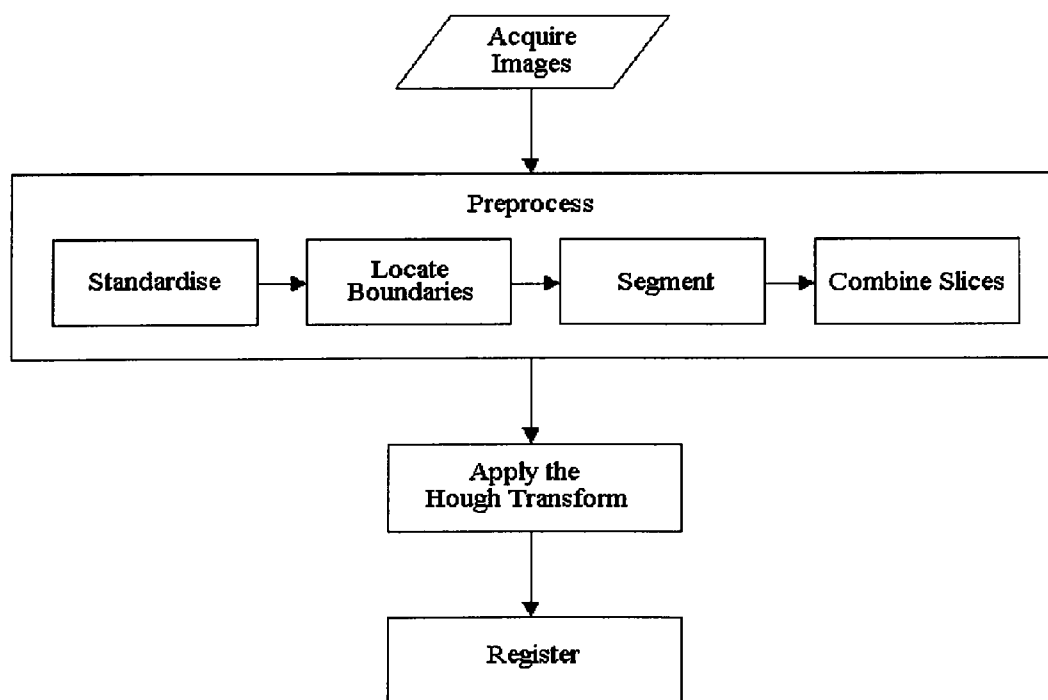 Acquire
Images
Preprocess
Standardise
Locate
Boundaries
Segment
Combine Slices
Apply the
Hough Transform
Register